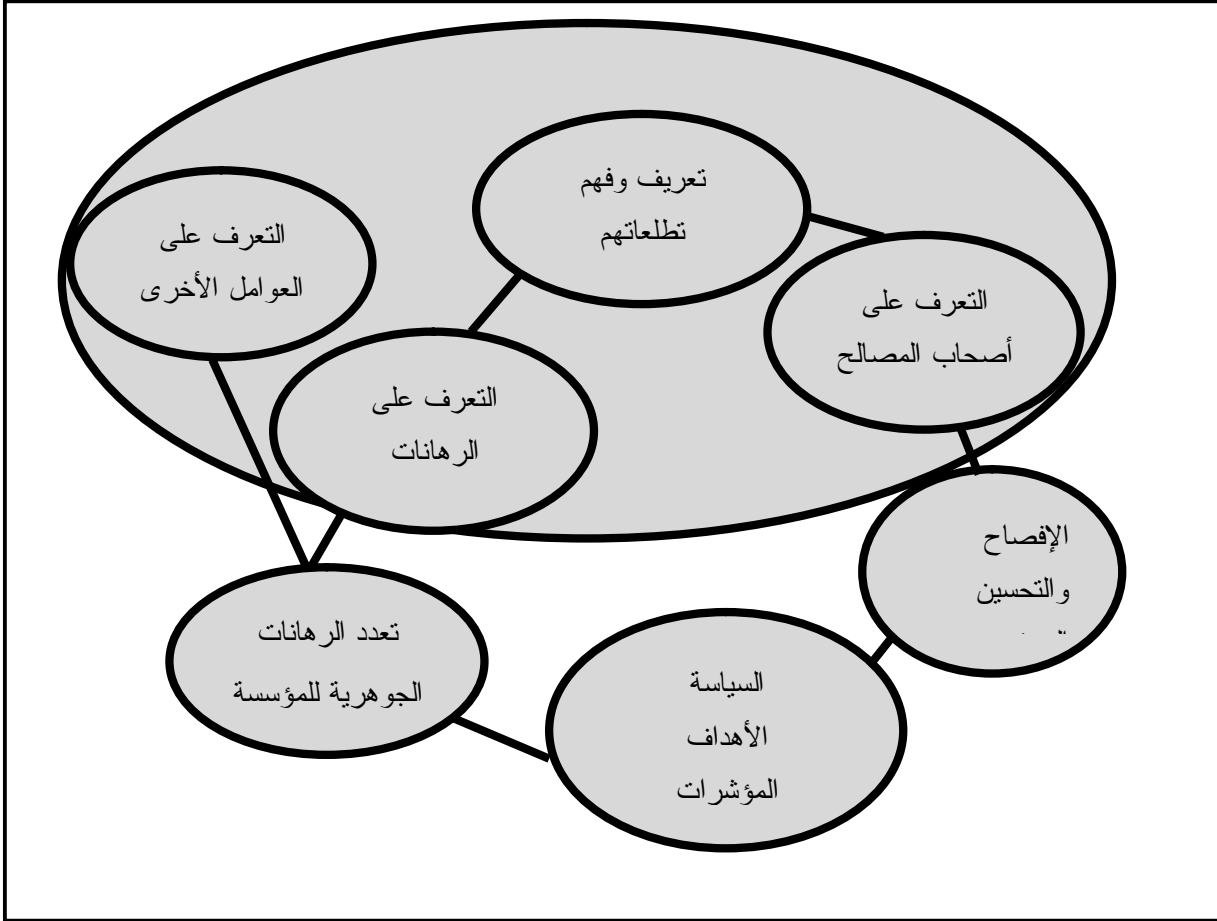 تعريف وفهم
تطلعاتهم
التعرف على
العوامل الأخرى
التعرف على
أصحاب المصالح
التعرف على
الرهانات
الإفصاح
والتحسين
تعدد الرهانات
الجوهرية للمؤسسة
السياسة
الأهداف
المؤشرات